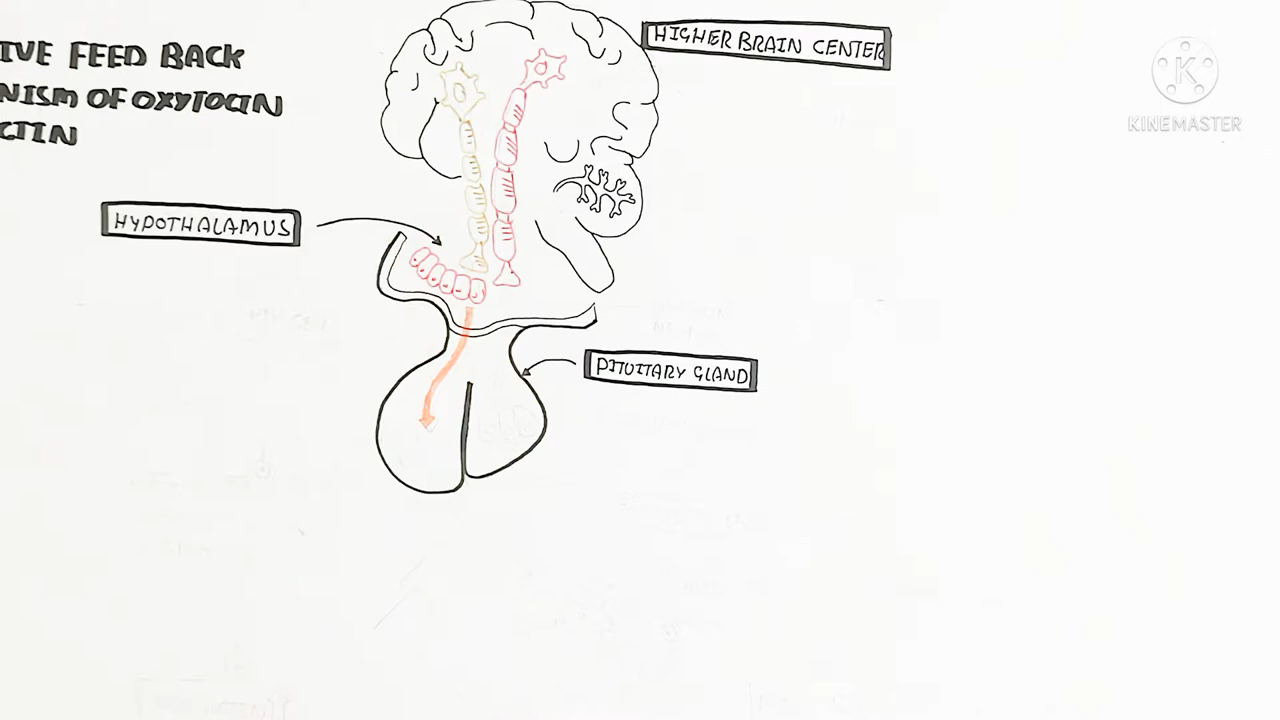 IVE FEED BACK
NISM OF OXYTOCIN
CTIN
HIGHER BRAIN CENTER
HYPOTHALAMUS
PITUITARY GLAND
K
KINEMASTER